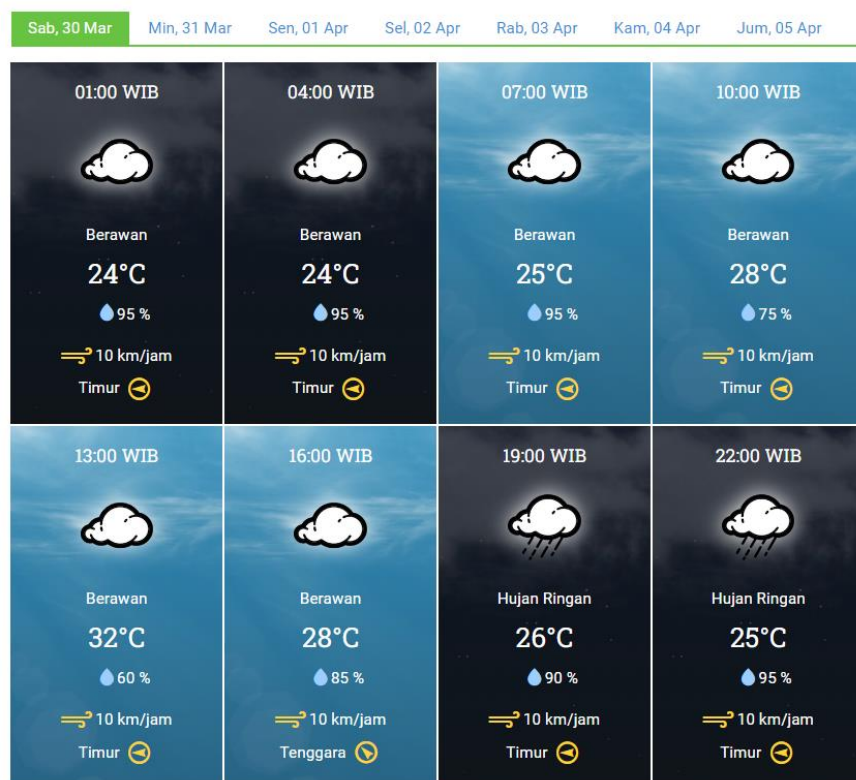 Sab, 30 Mar Min, 31 Mar Sen, 01 Apr Sel, 02 Apr Rab, 03 Apr Kam, 04 Apr Jum, 05 Apr
01:00 WIB
Berawan
24°C
95 %
10 km/jam
Timur
04:00 WIB
Berawan
24°C
95 %
10 km/jam
Timur
07:00 WIB
Berawan
25°C
95 %
10 km/jam
Timur
10:00 WIB
Berawan
28°C
75 %
10 km/jam
Timur
13:00 WIB
Berawan
32°C
60 %
10 km/jam
Timur
16:00 WIB
Berawan
28°C
85 %
10 km/jam
Tenggara
19:00 WIB
Hujan Ringan
26°C
90 %
10 km/jam
Timur
22:00 WIB
Hujan Ringan
25°C
95 %
10 km/jam
Timur